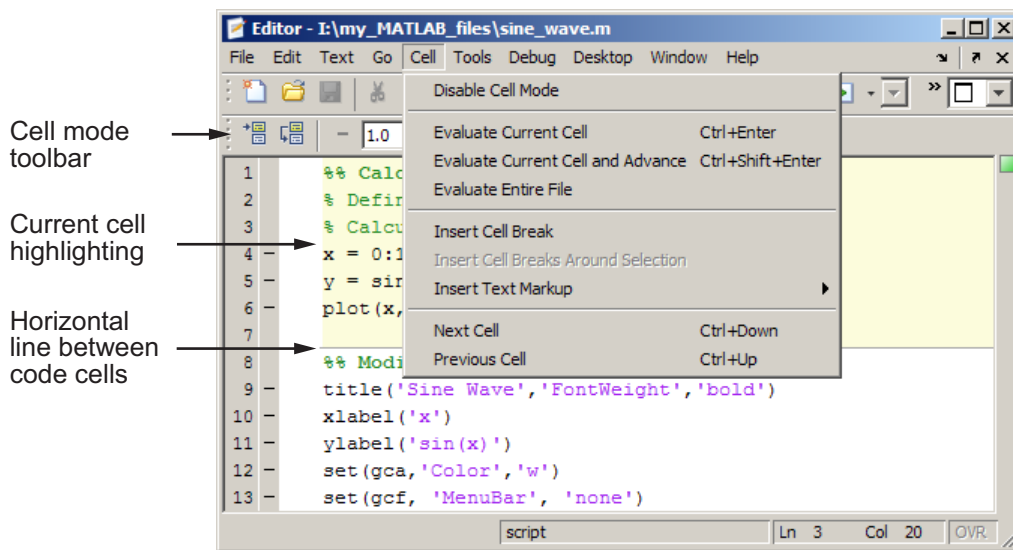 Editor - I:\my_MATLAB_files\sine_wave.m
File Edit Text Go Cell Tools Debug Desktop Window Help
Disable Cell Mode
Cell mode
toolbar
1.0
Evaluate Current Cell Ctrl+Enter
Evaluate Current Cell and Advance Ctrl+Shift+Enter
Evaluate Entire File
Insert Cell Break
Insert Cell Breaks Around Selection
Insert Text Markup
Next Cell Ctrl+Down
Previous Cell Ctrl+Up
Current cell
highlighting
Horizontal
line between
code cells
1 %% Calc
2 % Defin
3 % Calcu
4 - x = 0:1
5 - y = sin
6 - plot(x,
7
8 %% Modi
9 - title('Sine Wave','FontWeight','bold')
10 - xlabel('x')
11 - ylabel('sin(x)')
12 - set(gca,'Color','w')
13 - set(gcf, 'MenuBar', 'none')
script Ln 3 Col 20 OVR